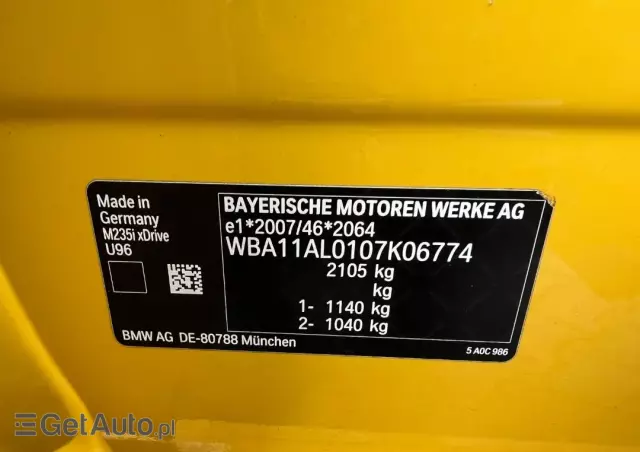 Made in
Germany
M235i xDrive
U96
BAYERISCHE MOTOREN WERKE AG
e1*2007/46*2064
WBA11AL0107K06774
2105 kg
kg
1- 1140 kg
2- 1040 kg
BMW AG DE-80788 München
5 A0C 986
GetAuto.pl